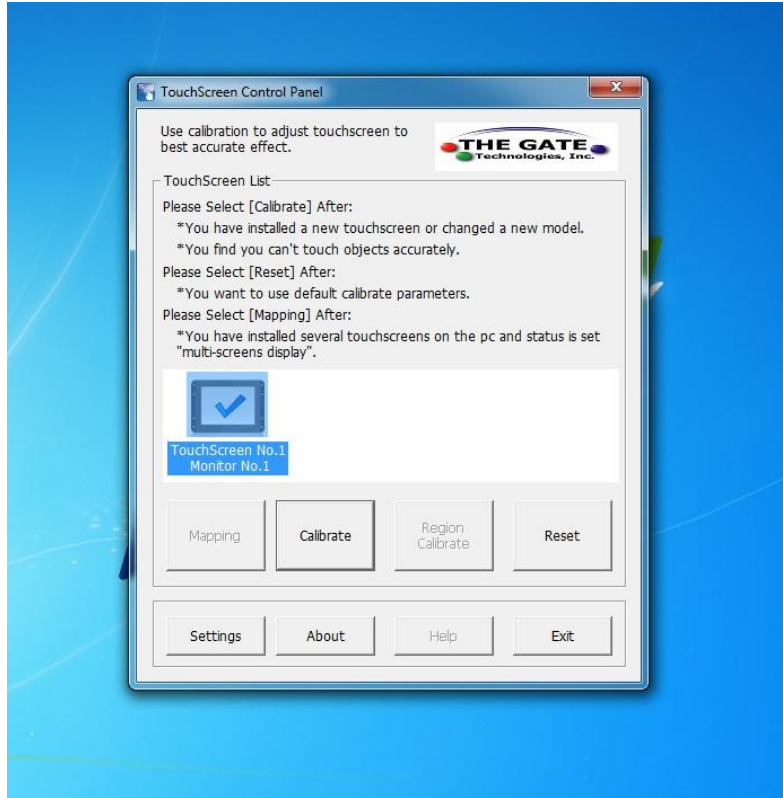 TouchScreen Control Panel
Use calibration to adjust touchscreen to
best accurate effect.
THE GATE
Technologies, Inc.
TouchScreen List
Please Select [Calibrate] After:
*You have installed a new touchscreen or changed a new model.
*You find you can't touch objects accurately.
Please Select [Reset] After:
*You want to use default calibrate parameters.
Please Select [Mapping] After:
*You have installed several touchscreens on the pc and status is set
"multi-screens display".
TouchScreen No.1
Monitor No.1
Mapping
Calibrate
Region
Calibrate
Reset
Settings
About
Help
Exit